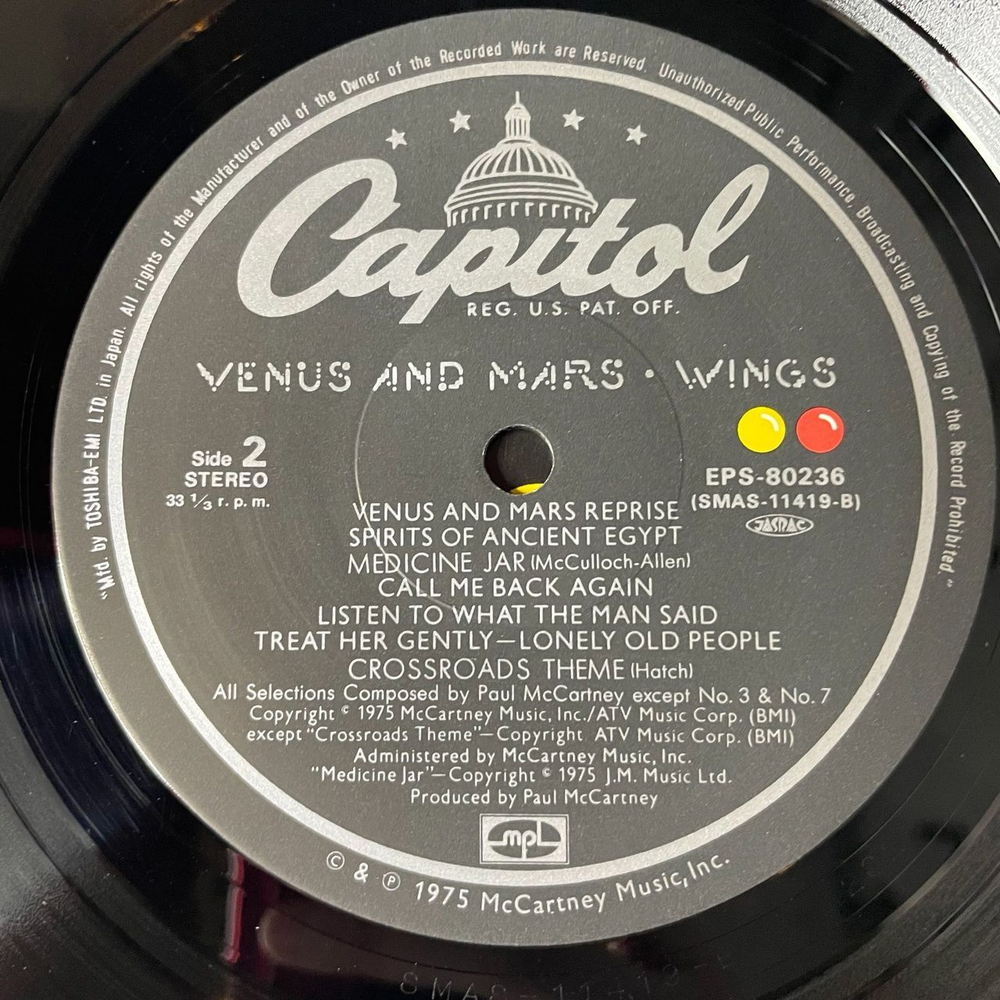 "Mfd. by TOSHIBA-EMI LTD. in Japan. All rights of the Manufacturer and of the Owner of the Recorded Work are Reserved. Unauthorized Public Performance, Broadcasting and Copying of the Record Prohibited."
Capitol
REG. U.S. PAT. OFF.
VENUS AND MARS · WINGS
Side 2
STEREO
33 1/3 r.p.m.
EPS-80236
(SMAS-11419-B)
JASRAC
VENUS AND MARS REPRISE
SPIRITS OF ANCIENT EGYPT
MEDICINE JAR (McCulloch-Allen)
CALL ME BACK AGAIN
LISTEN TO WHAT THE MAN SAID
TREAT HER GENTLY—LONELY OLD PEOPLE
CROSSROADS THEME (Hatch)
All Selections Composed by Paul McCartney except No. 3 & No. 7
Copyright © 1975 McCartney Music, Inc./ATV Music Corp. (BMI)
except "Crossroads Theme"—Copyright ATV Music Corp. (BMI)
Administered by McCartney Music, Inc.
"Medicine Jar"—Copyright © 1975 J.M. Music Ltd.
Produced by Paul McCartney
mpl
© & ℗ 1975 McCartney Music, Inc.